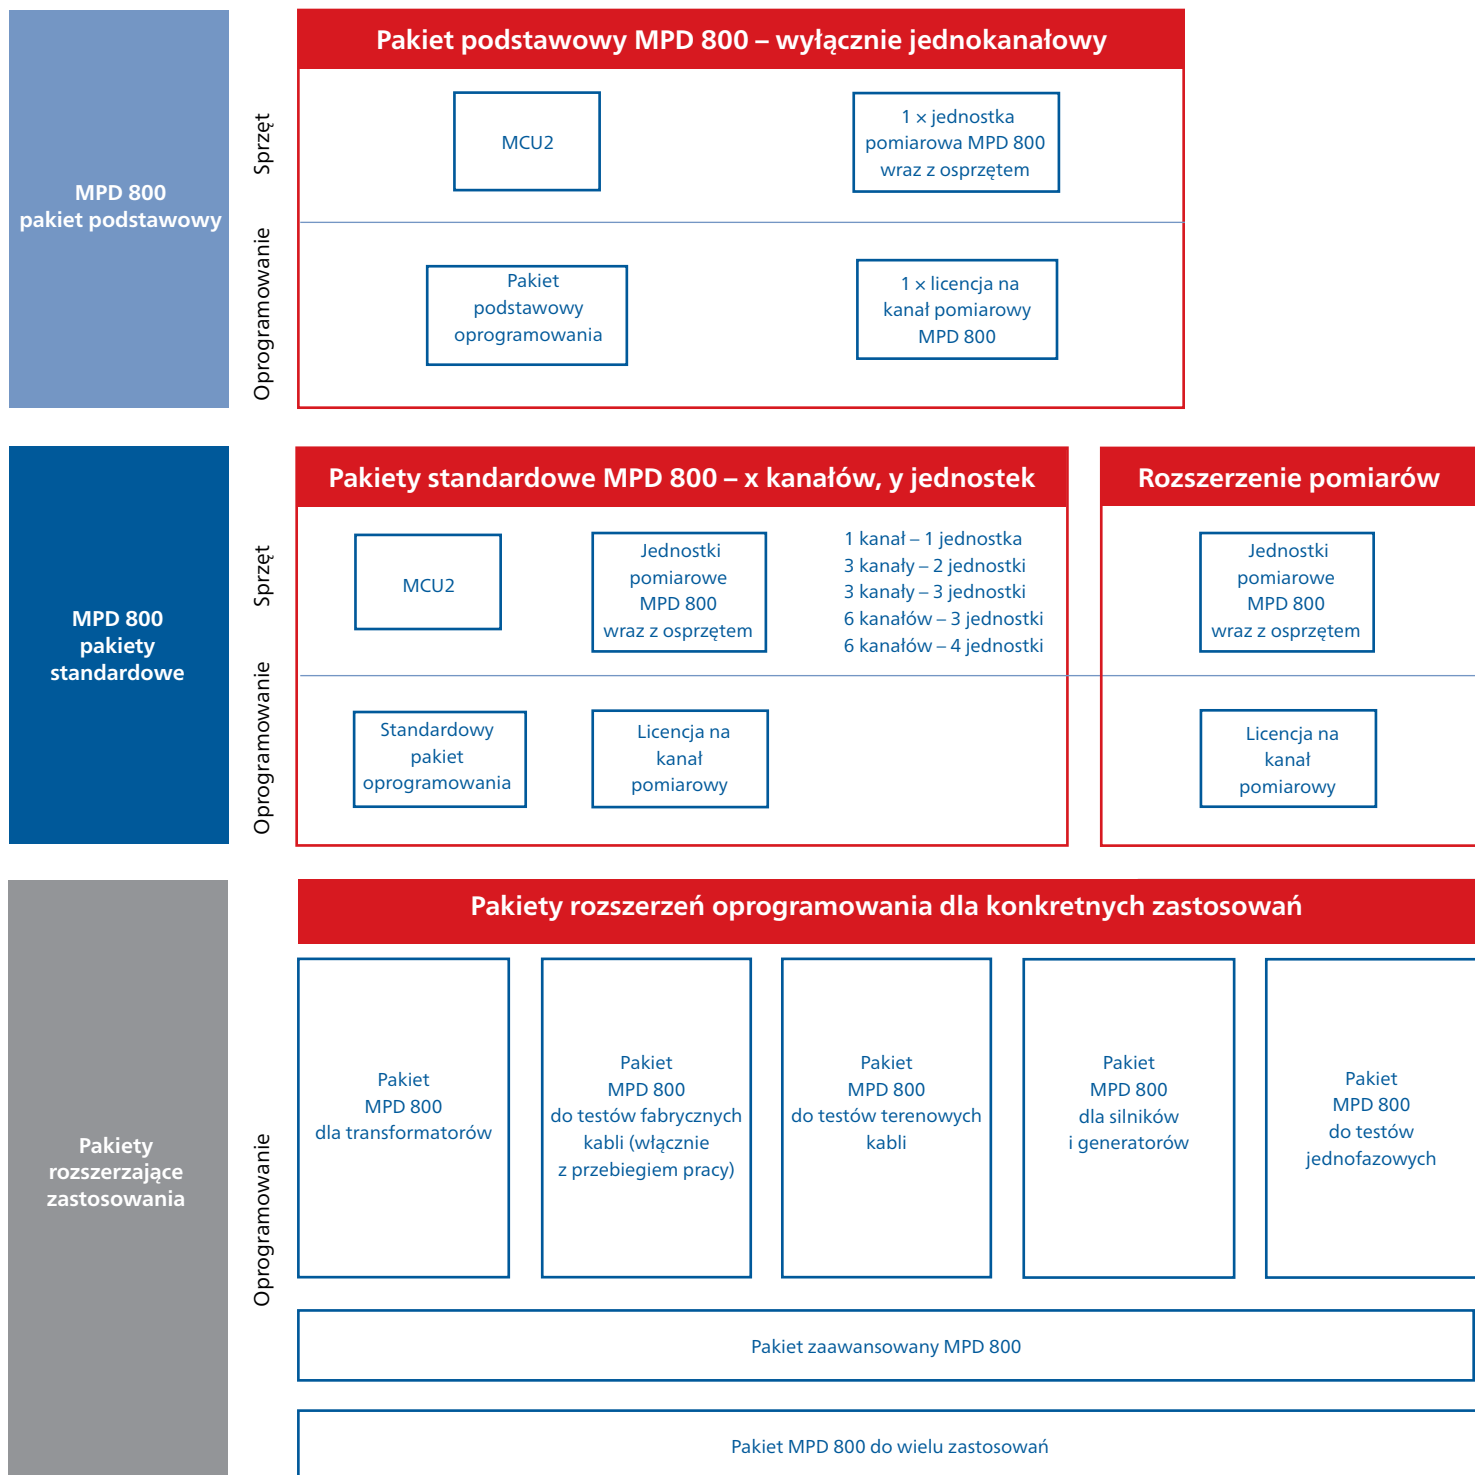 MPD 800
pakiet podstawowy
Sprzęt
Oprogramowanie
Pakiet podstawowy MPD 800 – wyłącznie jednokanałowy
MCU2
1 × jednostka
pomiarowa MPD 800
wraz z osprzętem
Pakiet
podstawowy
oprogramowania
1 × licencja na
kanał pomiarowy
MPD 800
MPD 800
pakiety
standardowe
Sprzęt
Oprogramowanie
Pakiety standardowe MPD 800 – x kanałów, y jednostek
MCU2
Jednostki
pomiarowe
MPD 800
wraz z osprzętem
1 kanał – 1 jednostka
3 kanały – 2 jednostki
3 kanały – 3 jednostki
6 kanałów – 3 jednostki
6 kanałów – 4 jednostki
Standardowy
pakiet
oprogramowania
Licencja na
kanał
pomiarowy
Rozszerzenie pomiarów
Jednostki
pomiarowe
MPD 800
wraz z osprzętem
Licencja na
kanał
pomiarowy
Pakiety
rozszerzające
zastosowania
Oprogramowanie
Pakiety rozszerzeń oprogramowania dla konkretnych zastosowań
Pakiet
MPD 800
dla transformatorów
Pakiet
MPD 800
do testów fabrycznych
kabli (włącznie
z przebiegiem pracy)
Pakiet
MPD 800
do testów terenowych
kabli
Pakiet
MPD 800
dla silników
i generatorów
Pakiet
MPD 800
do testów
jednofazowych
Pakiet zaawansowany MPD 800
Pakiet MPD 800 do wielu zastosowań